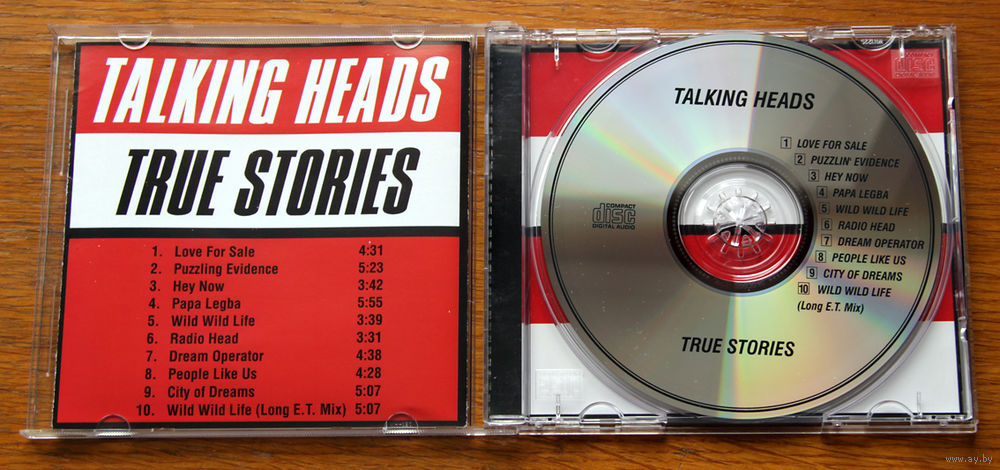 TALKING HEADS
TRUE STORIES
1. Love For Sale 4:31
2. Puzzling Evidence 5:23
3. Hey Now 3:42
4. Papa Legba 5:55
5. Wild Wild Life 3:39
6. Radio Head 3:31
7. Dream Operator 4:38
8. People Like Us 4:28
9. City of Dreams 5:07
10. Wild Wild Life (Long E.T. Mix) 5:07
TALKING HEADS
1 LOVE FOR SALE
2 PUZZLIN' EVIDENCE
3 HEY NOW
4 PAPA LEGBA
5 WILD WILD LIFE
6 RADIO HEAD
7 DREAM OPERATOR
8 PEOPLE LIKE US
9 CITY OF DREAMS
10 WILD WILD LIFE
(Long E.T. Mix)
COMPACT
disc
DIGITAL AUDIO
TRUE STORIES
COMPACT
disc
DIGITAL AUDIO
www.ay.by